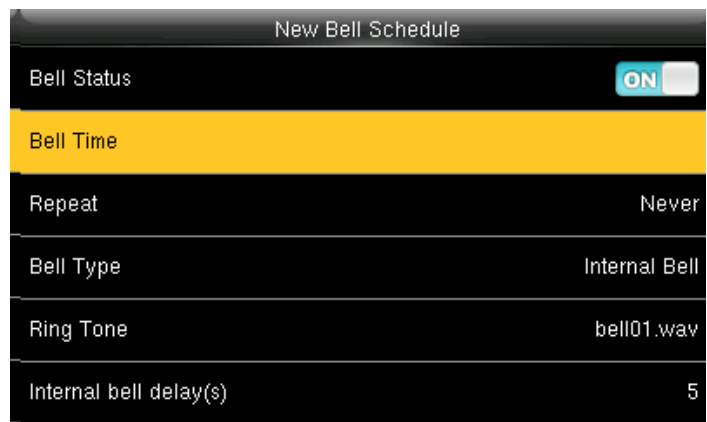 New Bell Schedule
Bell Status ON
Bell Time
Repeat Never
Bell Type Internal Bell
Ring Tone bell01.wav
Internal bell delay(s) 5